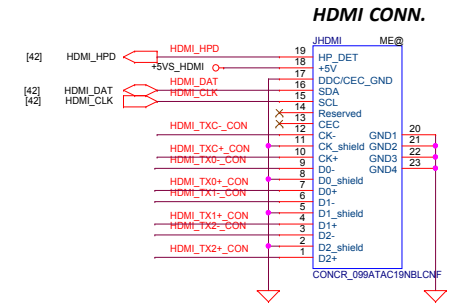 HDMI CONN.
JHDMI ME@
[42] HDMI_HPD HDMI_HPD 19 HP_DET
+5VS_HDMI 18 +5V
17 DDC/CEC_GND
[42] HDMI_DAT HDMI_DAT 16 SDA
[42] HDMI_CLK HDMI_CLK 15 SCL
14 Reserved
13 CEC
HDMI_TXC-_CON 12 CK- GND1 20
11 CK_shield GND2 21
HDMI_TXC+_CON 10 CK+ GND3 22
HDMI_TX0-_CON 9 D0- GND4 23
8 D0_shield
HDMI_TX0+_CON 7 D0+
HDMI_TX1-_CON 6 D1-
5 D1_shield
HDMI_TX1+_CON 4 D1+
HDMI_TX2-_CON 3 D2-
2 D2_shield
HDMI_TX2+_CON 1 D2+
CONCR_099ATAC19NBLCNF